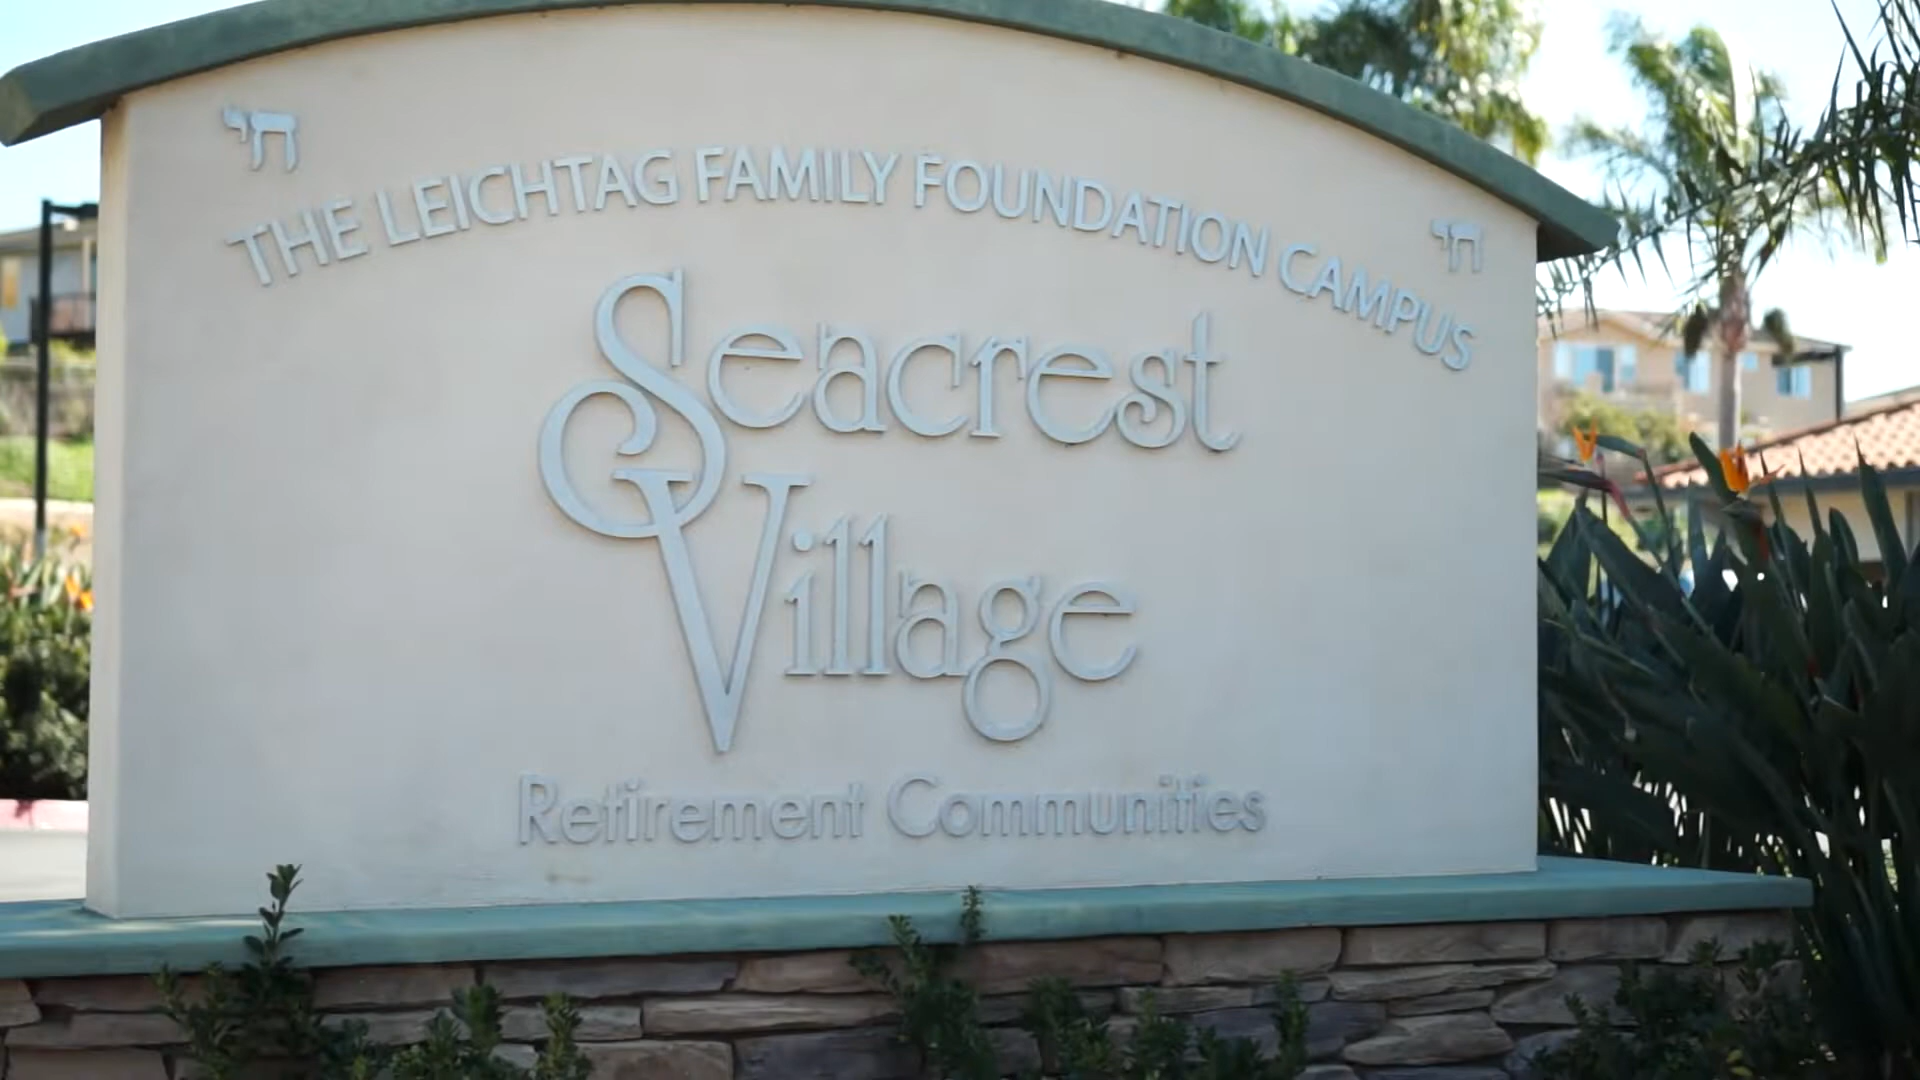 חי
THE LEICHTAG FAMILY FOUNDATION CAMPUS
חי
Seacrest
Village
Retirement Communities